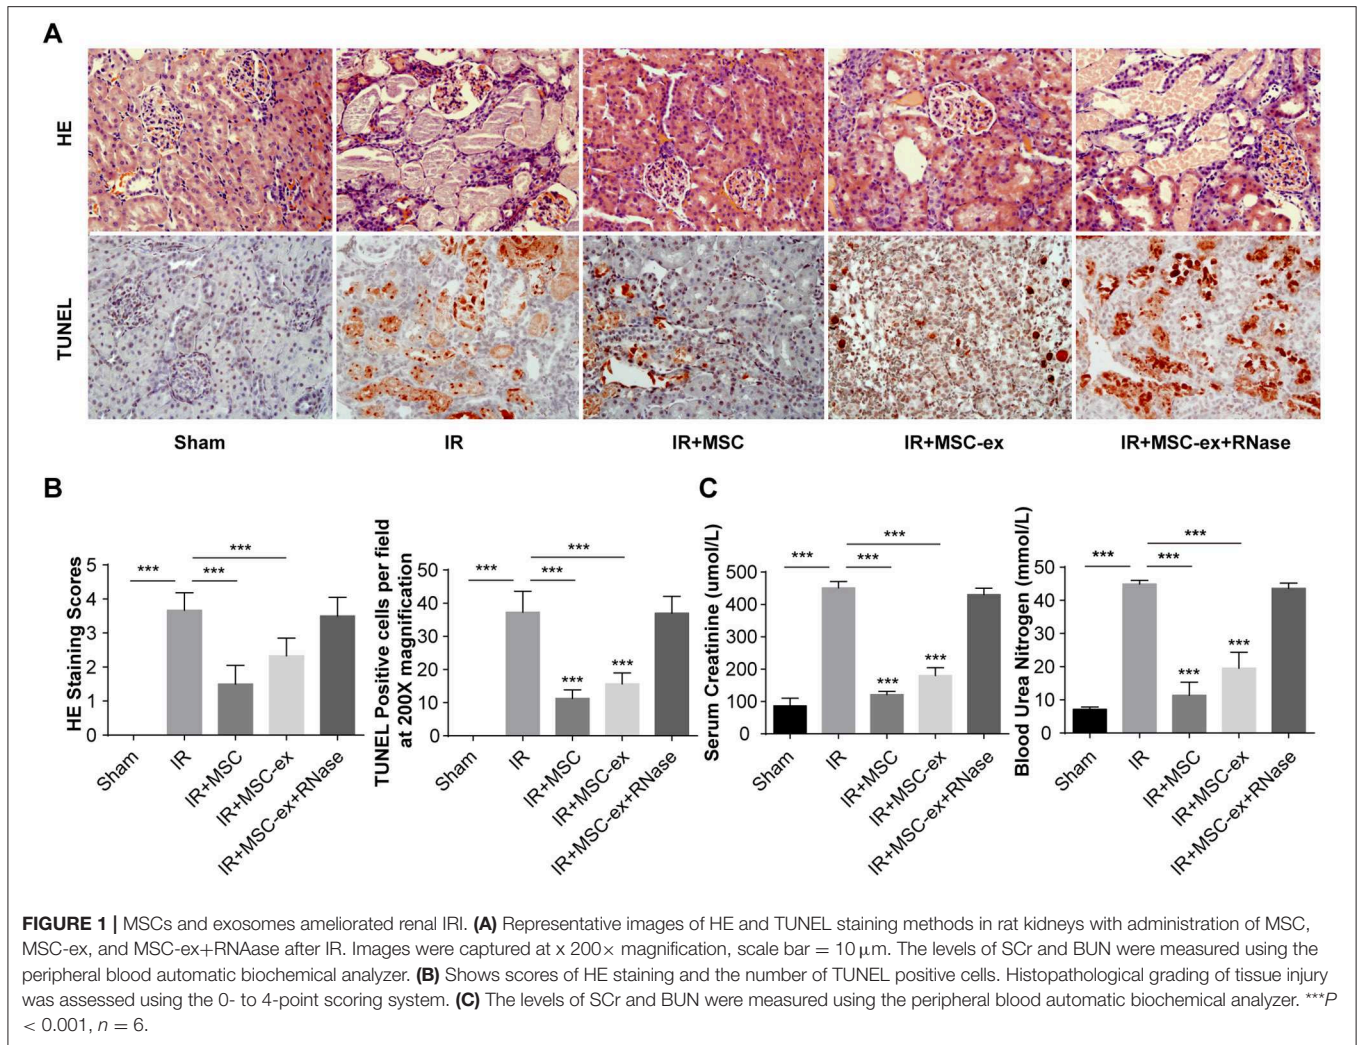 A
HE
TUNEL
Sham
IR
IR+MSC
IR+MSC-ex
IR+MSC-ex+RNase
B
HE Staining Scores
5
4
3
2
1
0
***
***
***
Sham
IR
IR+MSC
IR+MSC-ex
IR+MSC-ex+RNase
TUNEL Positive cells per field
at 200X magnification
50
40
30
20
10
0
***
***
***
***
***
Sham
IR
IR+MSC
IR+MSC-ex
IR+MSC-ex+RNase
C
Serum Creatinine (umol/L)
500
400
300
200
100
0
***
***
***
***
***
Sham
IR
IR+MSC
IR+MSC-ex
IR+MSC-ex+RNase
Blood Urea Nitrogen (mmol/L)
50
40
30
20
10
0
***
***
***
***
***
Sham
IR
IR+MSC
IR+MSC-ex
IR+MSC-ex+RNase
FIGURE 1 | MSCs and exosomes ameliorated renal IRI. (A) Representative images of HE and TUNEL staining methods in rat kidneys with administration of MSC,
MSC-ex, and MSC-ex+RNAase after IR. Images were captured at x 200× magnification, scale bar = 10 μm. The levels of SCr and BUN were measured using the
peripheral blood automatic biochemical analyzer. (B) Shows scores of HE staining and the number of TUNEL positive cells. Histopathological grading of tissue injury
was assessed using the 0- to 4-point scoring system. (C) The levels of SCr and BUN were measured using the peripheral blood automatic biochemical analyzer. ***P
< 0.001, n = 6.